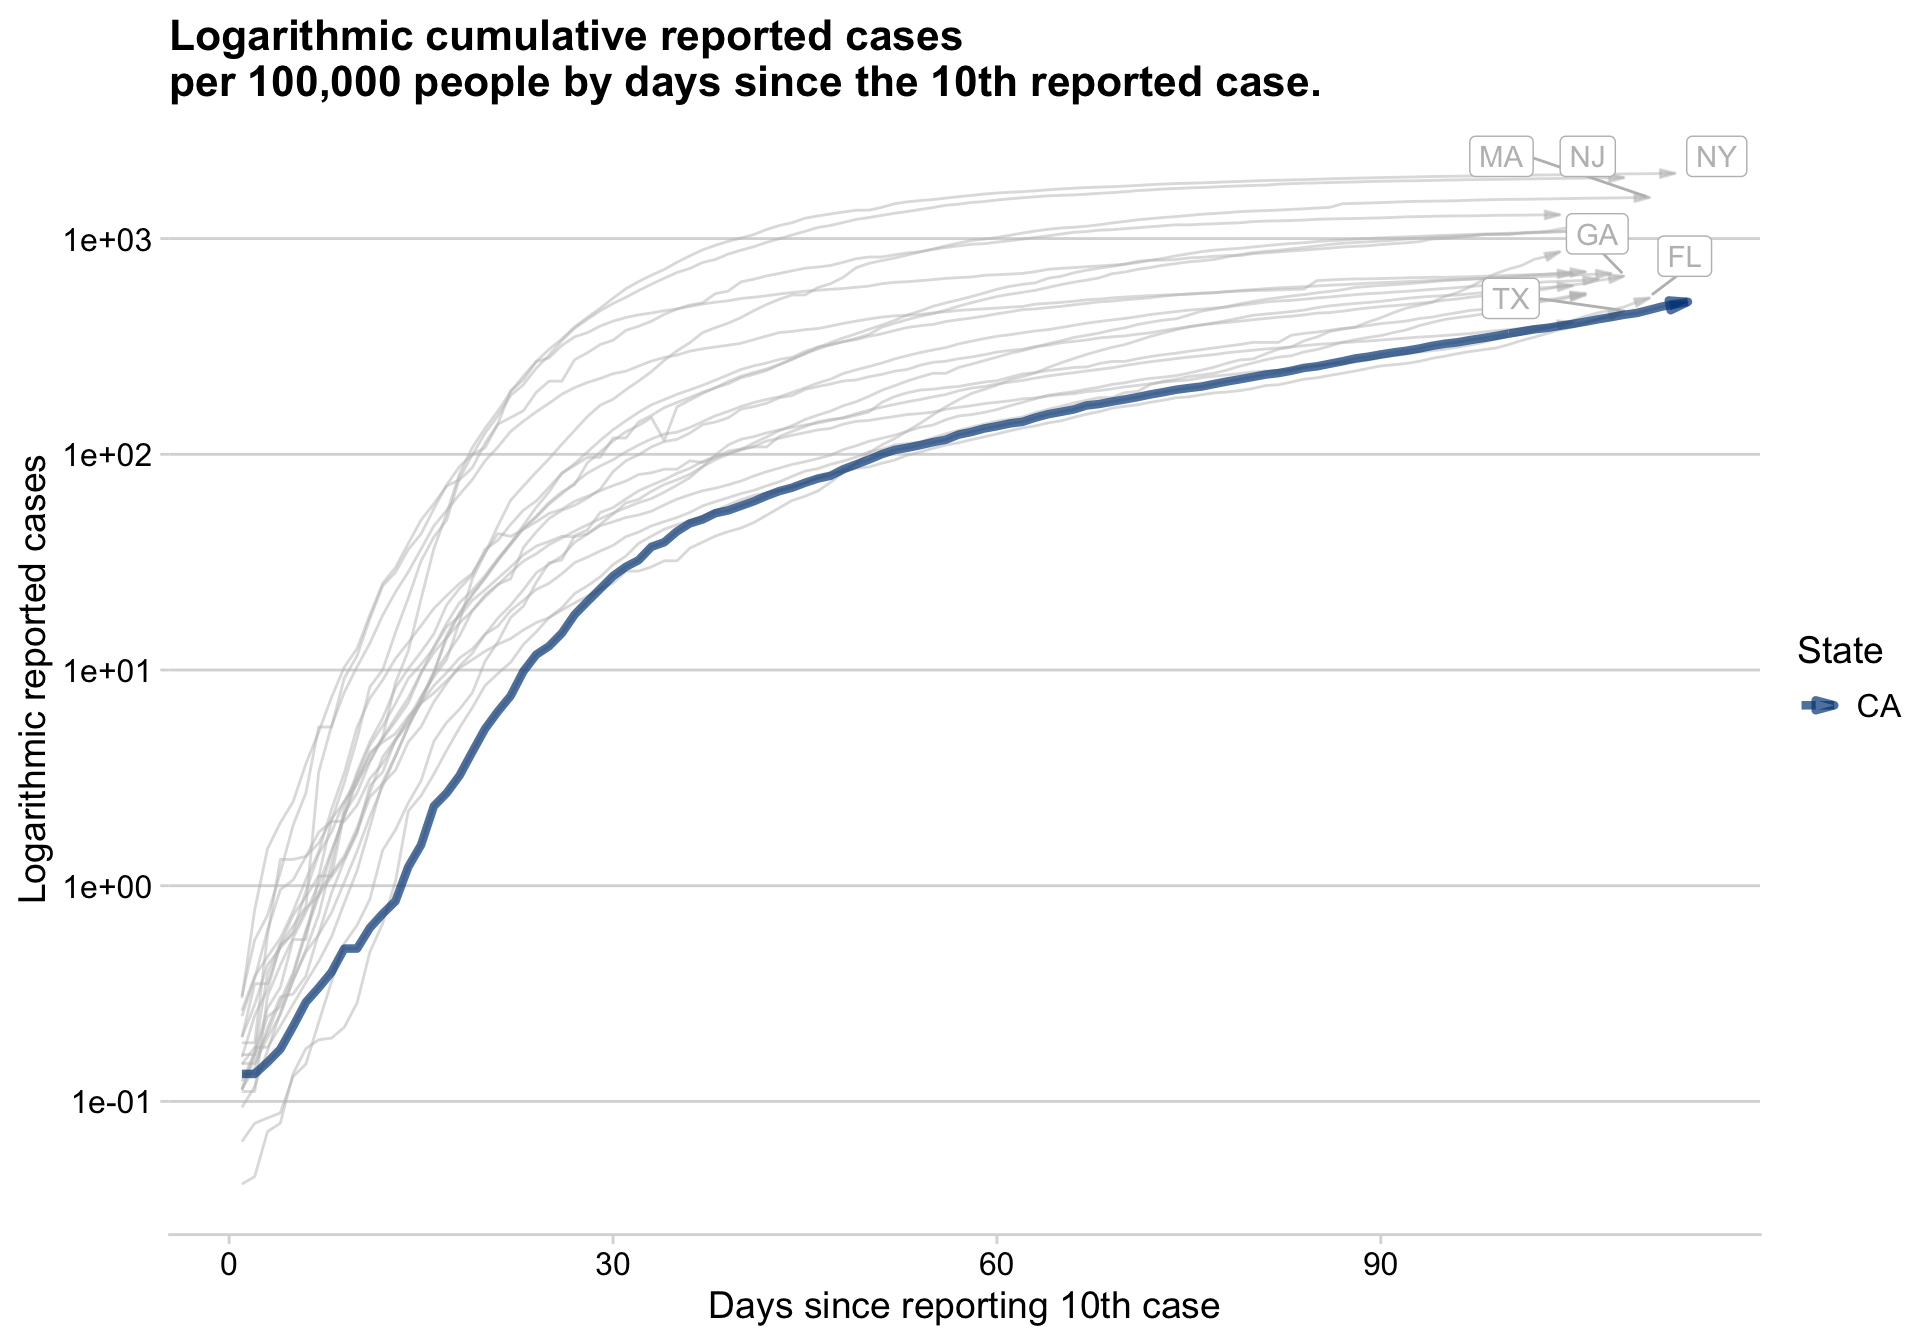 Logarithmic cumulative reported cases
per 100,000 people by days since the 10th reported case.
MA
NJ
NY
GA
FL
TX
1e+03
1e+02
1e+01
1e+00
1e-01
Logarithmic reported cases
0
30
60
90
Days since reporting 10th case
State
CA